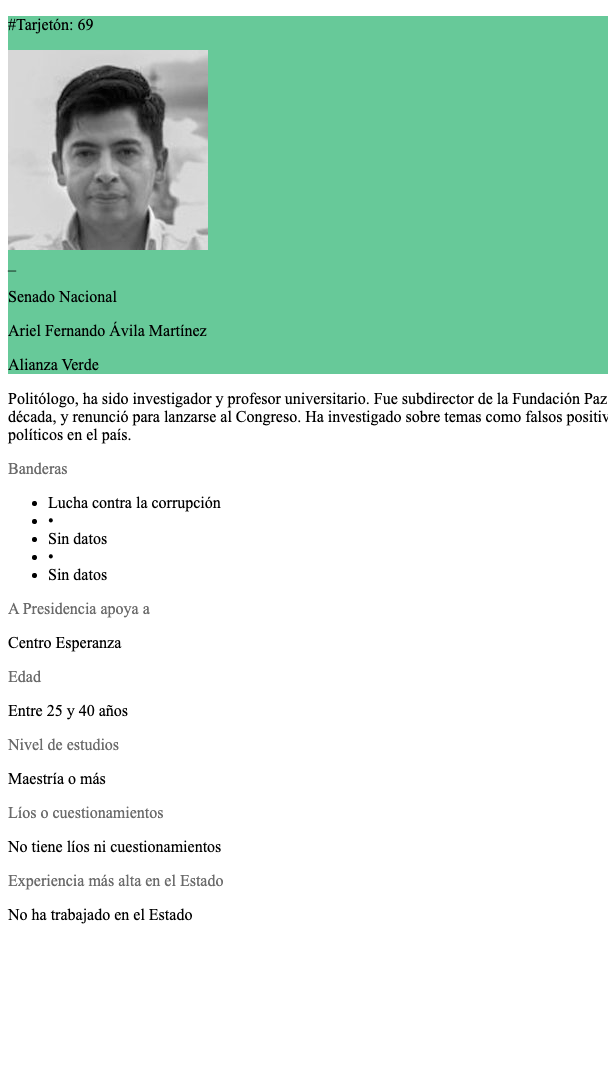 #Tarjetón: 69
_
Senado Nacional
Ariel Fernando Ávila Martínez
Alianza Verde
Politólogo, ha sido investigador y profesor universitario. Fue subdirector de la Fundación Paz
década, y renunció para lanzarse al Congreso. Ha investigado sobre temas como falsos positiv
políticos en el país.
Banderas
• Lucha contra la corrupción
• •
• Sin datos
• •
• Sin datos
A Presidencia apoya a
Centro Esperanza
Edad
Entre 25 y 40 años
Nivel de estudios
Maestría o más
Líos o cuestionamientos
No tiene líos ni cuestionamientos
Experiencia más alta en el Estado
No ha trabajado en el Estado